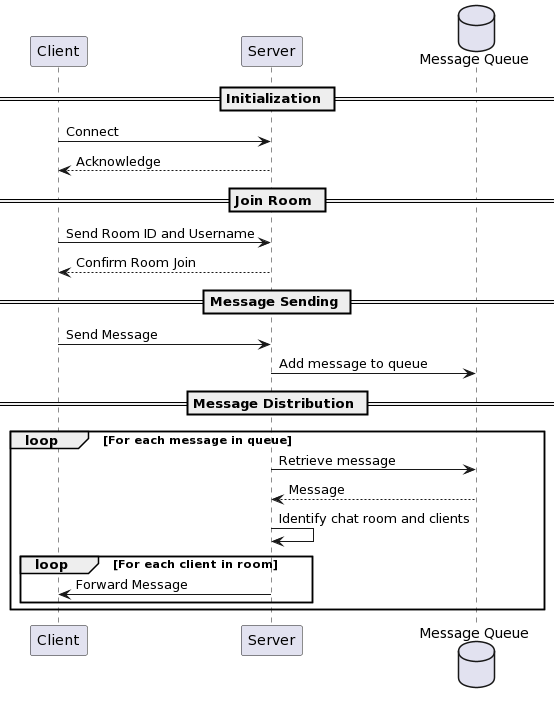 Client
Server
Message Queue
Initialization
Connect
Acknowledge
Join Room
Send Room ID and Username
Confirm Room Join
Message Sending
Send Message
Add message to queue
Message Distribution
loop [For each message in queue]
Retrieve message
Message
Identify chat room and clients
loop [For each client in room]
Forward Message
Client
Server
Message Queue